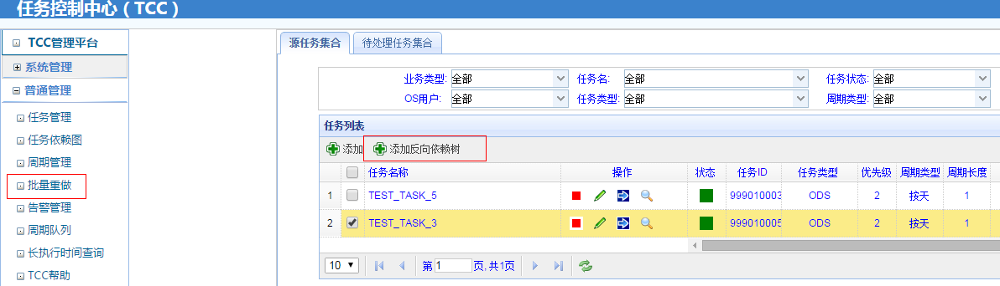 任务控制中心（TCC）
TCC管理平台
系统管理
普通管理
任务管理
任务依赖图
周期管理
批量重做
告警管理
周期队列
长执行时间查询
TCC帮助
源任务集合 待处理任务集合
业务类型: 全部 任务名: 全部 任务状态: 全部
OS用户: 全部 任务类型: 全部 周期类型: 全部
任务列表
添加 添加反向依赖树
任务名称 操作 状态 任务ID 任务类型 优先级 周期类型 周期长度
1 TEST_TASK_5 999010003 ODS 2 按天 1
2 TEST_TASK_3 999010005 ODS 2 按天 1
10 第 1 页, 共1页